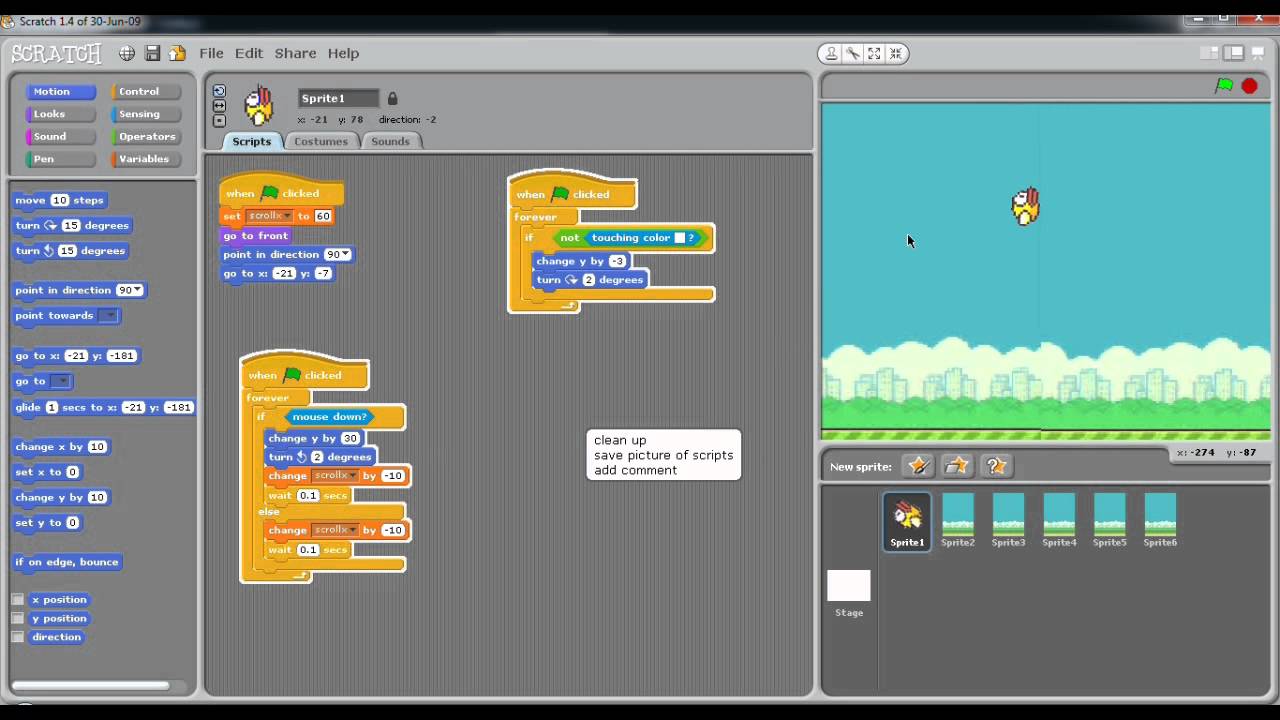 Scratch 1.4 of 30-Jun-09
SCRATCH File Edit Share Help
Motion Control
Looks Sensing
Sound Operators
Pen Variables
move 10 steps
turn 15 degrees
turn 15 degrees
point in direction 90
point towards
go to x: -21 y: -181
go to
glide 1 secs to x: -21 y: -181
change x by 10
set x to 0
change y by 10
set y to 0
if on edge, bounce
x position
y position
direction
Sprite1
x: -21 y: 78 direction: -2
Scripts Costumes Sounds
when clicked
set scrollx to 60
go to front
point in direction 90
go to x: -21 y: -7
when clicked
forever
if not touching color ?
change y by -3
turn 2 degrees
when clicked
forever
if mouse down?
change y by 30
turn 2 degrees
change scrollx by -10
wait 0.1 secs
else
change scrollx by -10
wait 0.1 secs
clean up
save picture of scripts
add comment
x: -274 y: -87
New sprite:
Sprite1 Sprite2 Sprite3 Sprite4 Sprite5 Sprite6
Stage